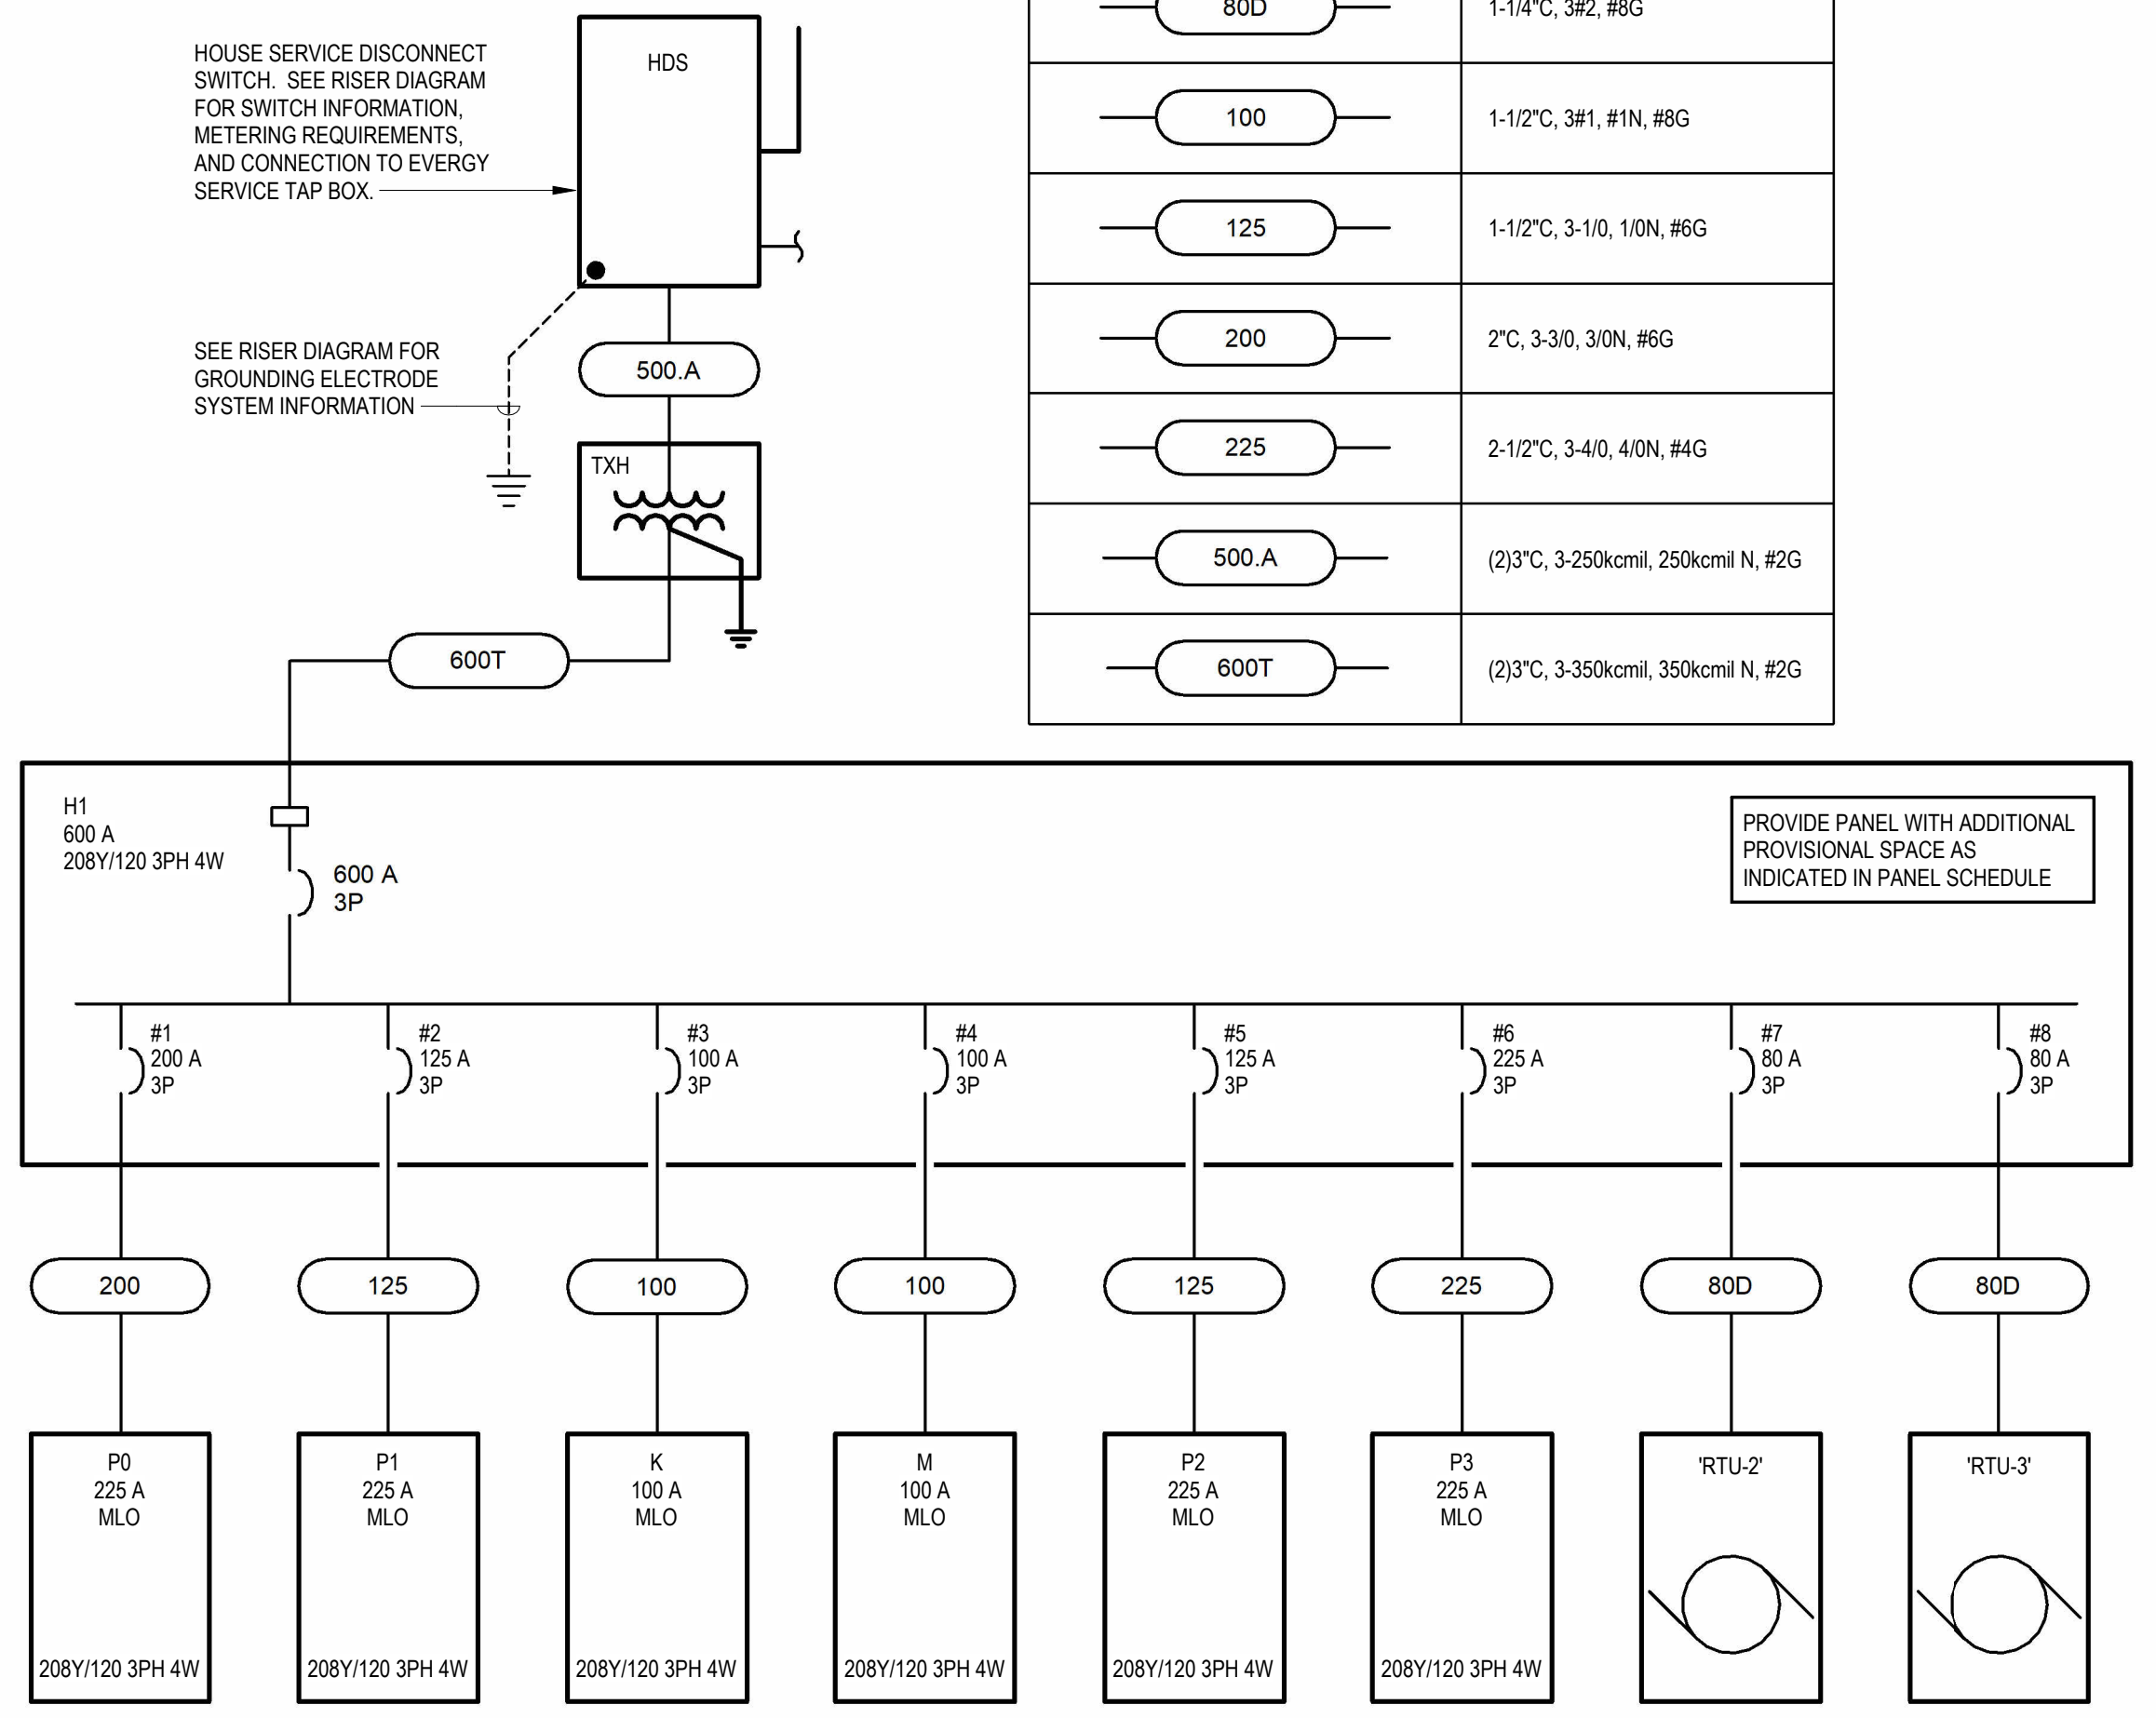 HOUSE SERVICE DISCONNECT
SWITCH. SEE RISER DIAGRAM
FOR SWITCH INFORMATION,
METERING REQUIREMENTS,
AND CONNECTION TO EVERGY
SERVICE TAP BOX.
HDS
SEE RISER DIAGRAM FOR
GROUNDING ELECTRODE
SYSTEM INFORMATION
500.A
TXH
600T
80D 1-1/4"C, 3#2, #8G
100 1-1/2"C, 3#1, #1N, #8G
125 1-1/2"C, 3-1/0, 1/0N, #6G
200 2"C, 3-3/0, 3/0N, #6G
225 2-1/2"C, 3-4/0, 4/0N, #4G
500.A (2)3"C, 3-250kcmil, 250kcmil N, #2G
600T (2)3"C, 3-350kcmil, 350kcmil N, #2G
H1
600 A
208Y/120 3PH 4W
600 A
3P
PROVIDE PANEL WITH ADDITIONAL
PROVISIONAL SPACE AS
INDICATED IN PANEL SCHEDULE
#1
200 A
3P
#2
125 A
3P
#3
100 A
3P
#4
100 A
3P
#5
125 A
3P
#6
225 A
3P
#7
80 A
3P
#8
80 A
3P
200
125
100
100
125
225
80D
80D
P0
225 A
MLO
208Y/120 3PH 4W
P1
225 A
MLO
208Y/120 3PH 4W
K
100 A
MLO
208Y/120 3PH 4W
M
100 A
MLO
208Y/120 3PH 4W
P2
225 A
MLO
208Y/120 3PH 4W
P3
225 A
MLO
208Y/120 3PH 4W
'RTU-2'
'RTU-3'